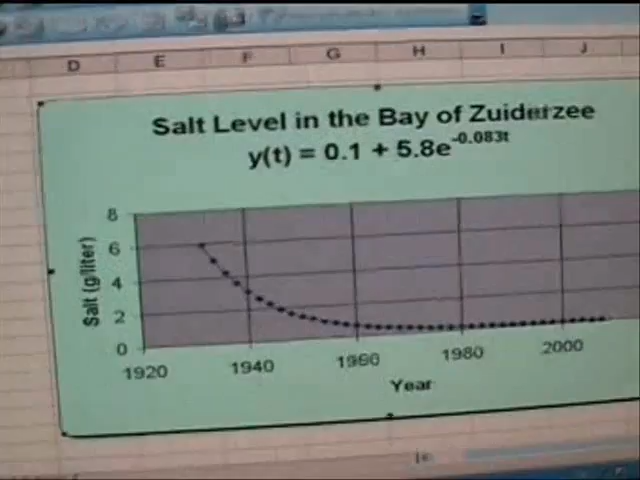 D E F G H I J
Salt Level in the Bay of Zuiderzee
y(t) = 0.1 + 5.8e^-0.083t
Salt (g/liter)
8
6
4
2
0
1920 1940 1960 1980 2000
Year